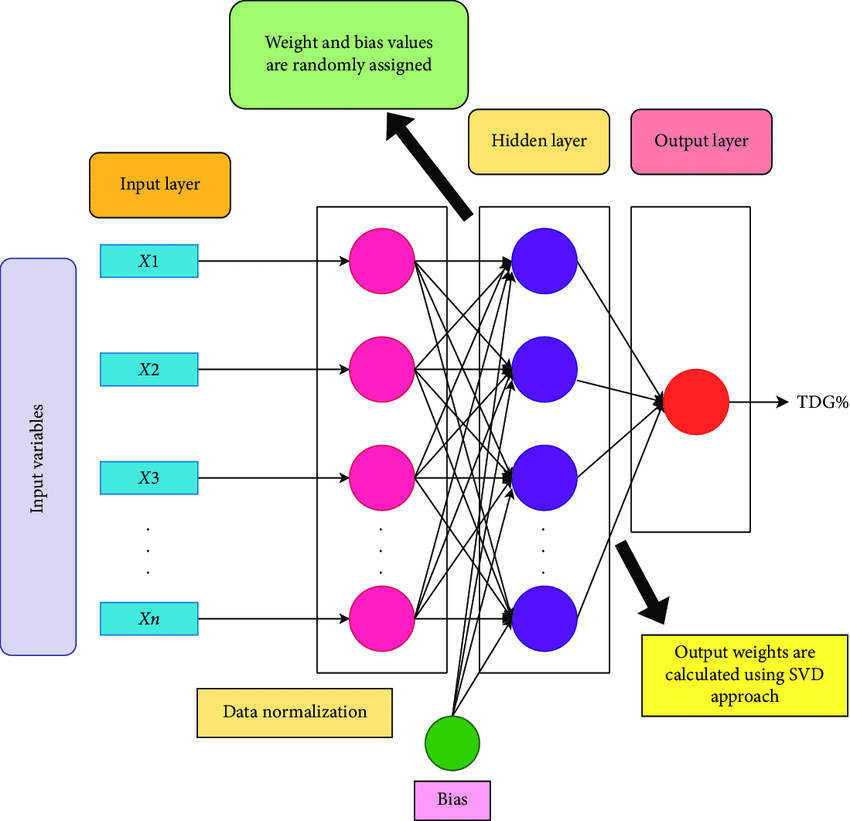 Weight and bias values
are randomly assigned
Hidden layer
Output layer
Input layer
Input variables
X1
X2
X3
Xn
TDG%
Output weights are
calculated using SVD
approach
Data normalization
Bias